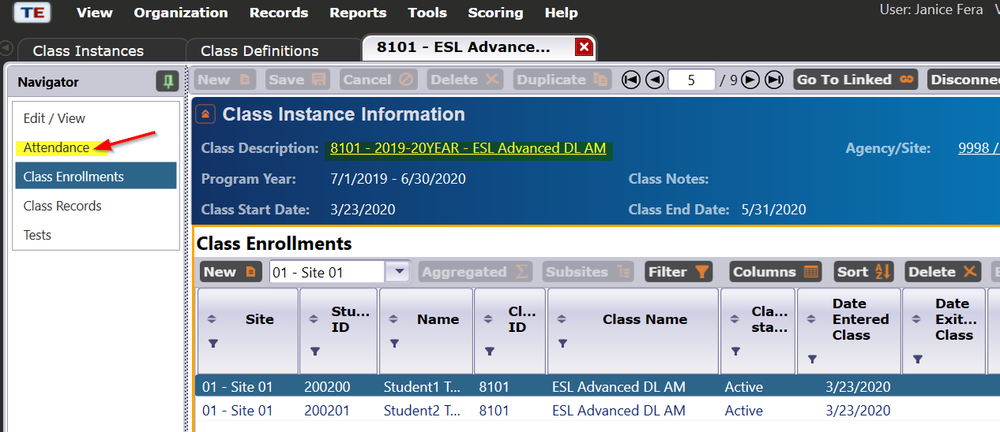 TE View Organization Records Reports Tools Scoring Help User: Janice Fera
Class Instances Class Definitions 8101 - ESL Advance...
Navigator
New Save Cancel Delete Duplicate 5 / 9 Go To Linked Disconne
Edit / View
Attendance
Class Enrollments
Class Records
Tests
Class Instance Information
Class Description: 8101 - 2019-20YEAR - ESL Advanced DL AM Agency/Site: 9998 /
Program Year: 7/1/2019 - 6/30/2020 Class Notes:
Class Start Date: 3/23/2020 Class End Date: 5/31/2020
Class Enrollments
New 01 - Site 01 Aggregated Subsites Filter Columns Sort Delete
Site Stu... ID Name Cl... ID Class Name Cla... sta... Date Entered Class Date Exit... Class
01 - Site 01 200200 Student1 T... 8101 ESL Advanced DL AM Active 3/23/2020
01 - Site 01 200201 Student2 T... 8101 ESL Advanced DL AM Active 3/23/2020